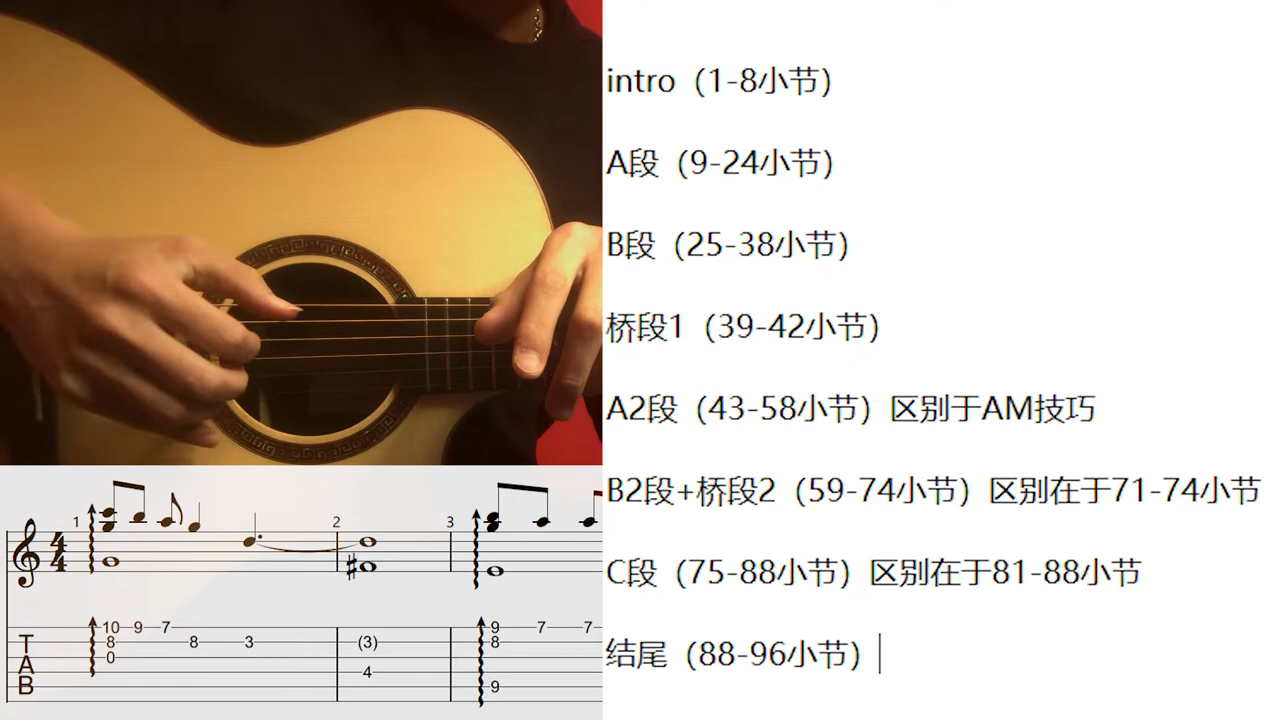 intro（1-8小节）
A段（9-24小节）
B段（25-38小节）
桥段1（39-42小节）
A2段（43-58小节）区别于AM技巧
B2段+桥段2（59-74小节）区别在于71-74小节
C段（75-88小节）区别在于81-88小节
结尾（88-96小节）
1 2 3
4
4
10 9 7 9 7 7
T 8 8 3 (3) 8
A 0
4
B 9